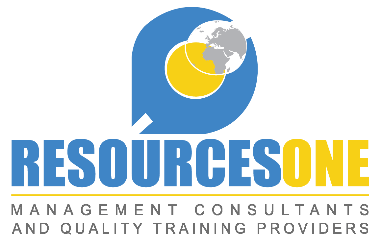 RESOURCESONE
MANAGEMENT CONSULTANTS
AND QUALITY TRAINING PROVIDERS